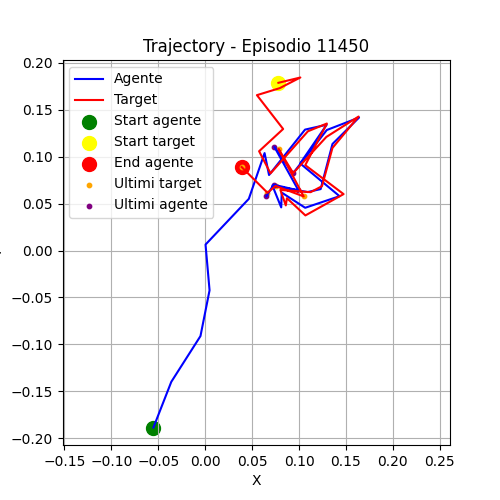 Trajectory - Episodio 11450
Agente
Target
Start agente
Start target
End agente
Ultimi target
Ultimi agente
0.20
0.15
0.10
0.05
0.00
−0.05
−0.10
−0.15
−0.20
−0.15 −0.10 −0.05 0.00 0.05 0.10 0.15 0.20 0.25
X